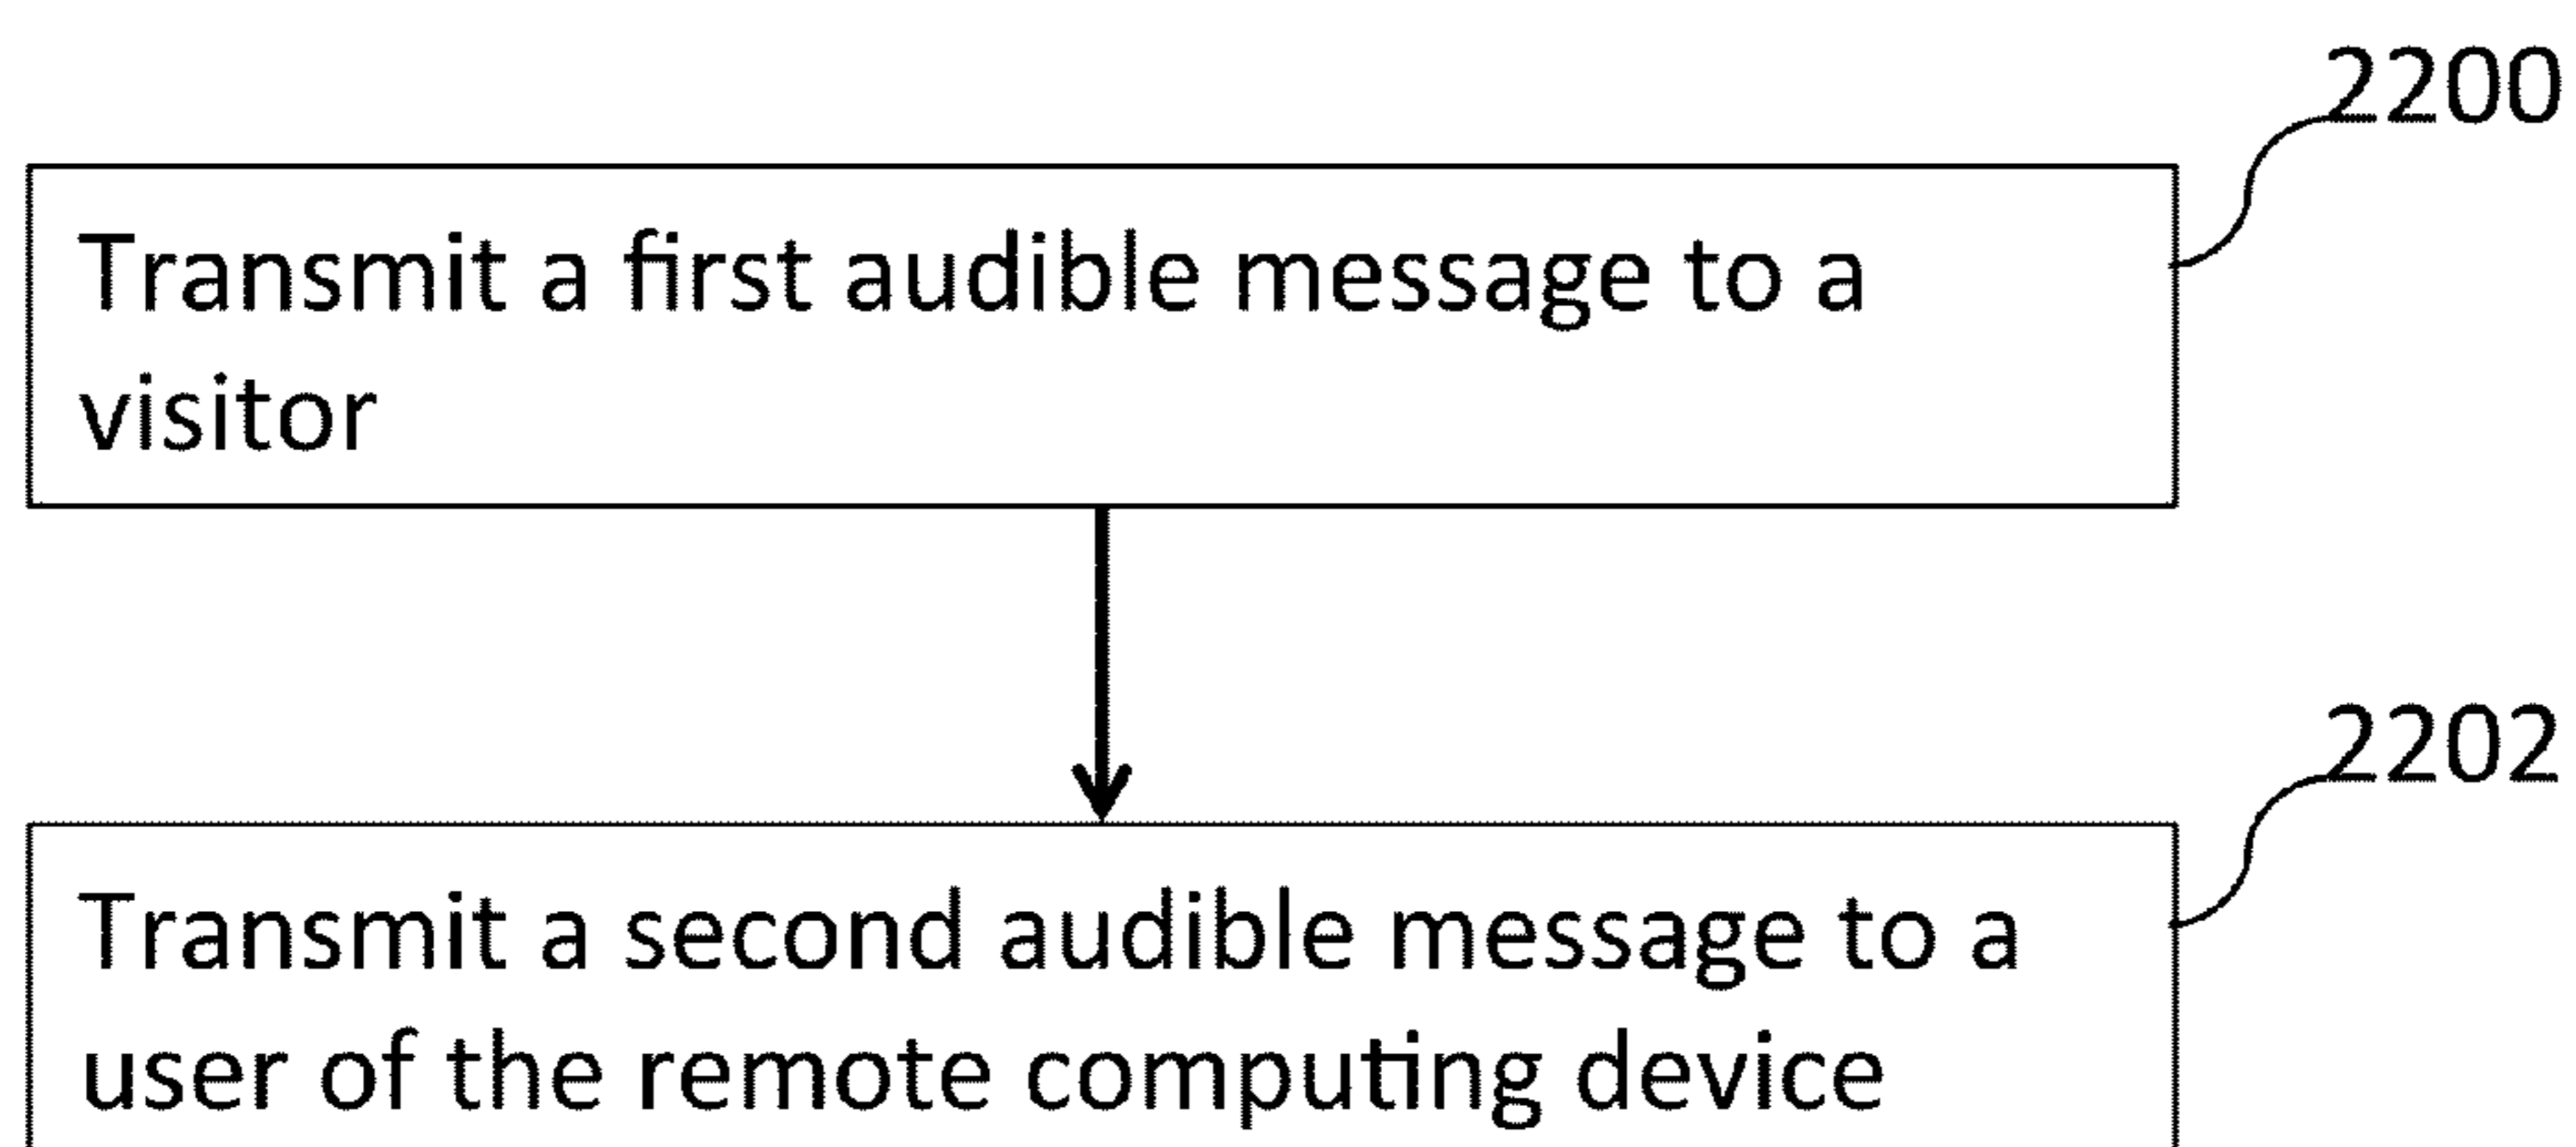 2200
Transmit a first audible message to a
visitor
2202
Transmit a second audible message to a
user of the remote computing device